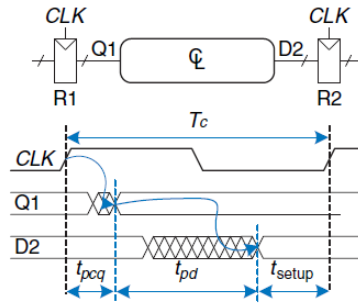 CLK CLK
Q1 CL D2
R1 R2
Tc
CLK
Q1
D2
tpcq tpd tsetup